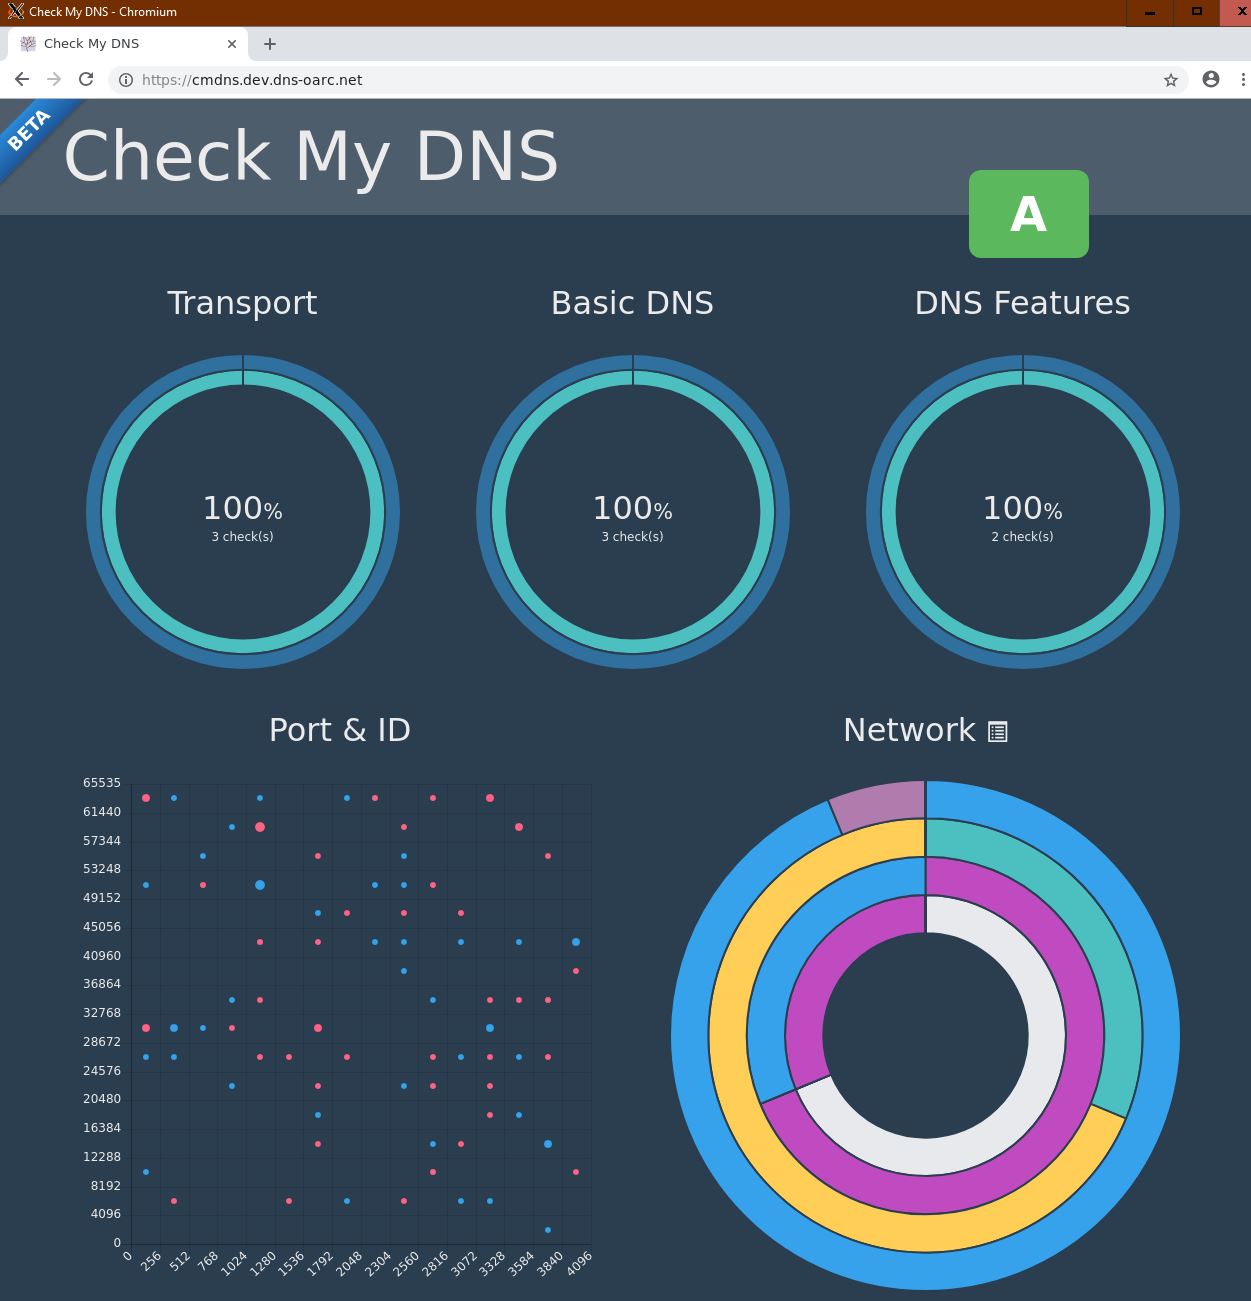 Check My DNS - Chromium
Check My DNS
https://cmdns.dev.dns-oarc.net
BETA
Check My DNS
A
Transport
Basic DNS
DNS Features
100%
3 check(s)
100%
3 check(s)
100%
2 check(s)
Port & ID
Network
65535
61440
57344
53248
49152
45056
40960
36864
32768
28672
24576
20480
16384
12288
8192
4096
0
0 256 512 768 1024 1280 1536 1792 2048 2304 2560 2816 3072 3328 3584 3840 4096